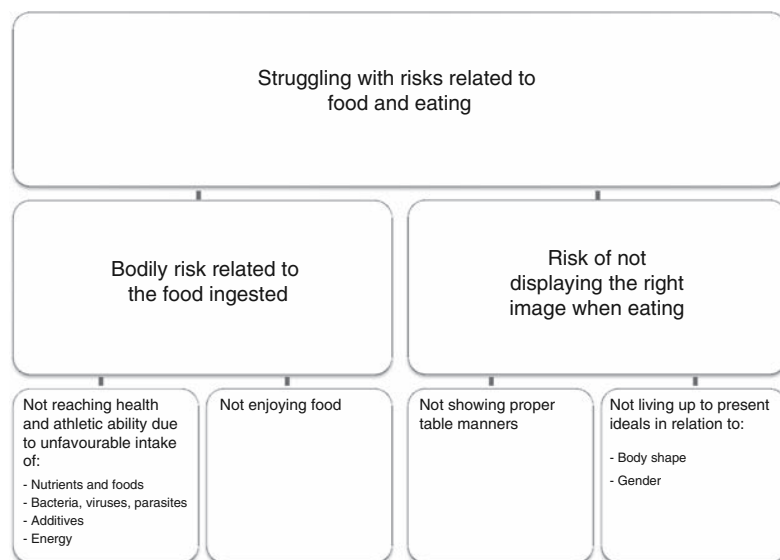 Struggling with risks related to
food and eating
Bodily risk related to
the food ingested
Risk of not
displaying the right
image when eating
Not reaching health
and athletic ability due
to unfavourable intake
of:
- Nutrients and foods
- Bacteria, viruses, parasites
- Additives
- Energy
Not enjoying food
Not showing proper
table manners
Not living up to present
ideals in relation to:
- Body shape
- Gender